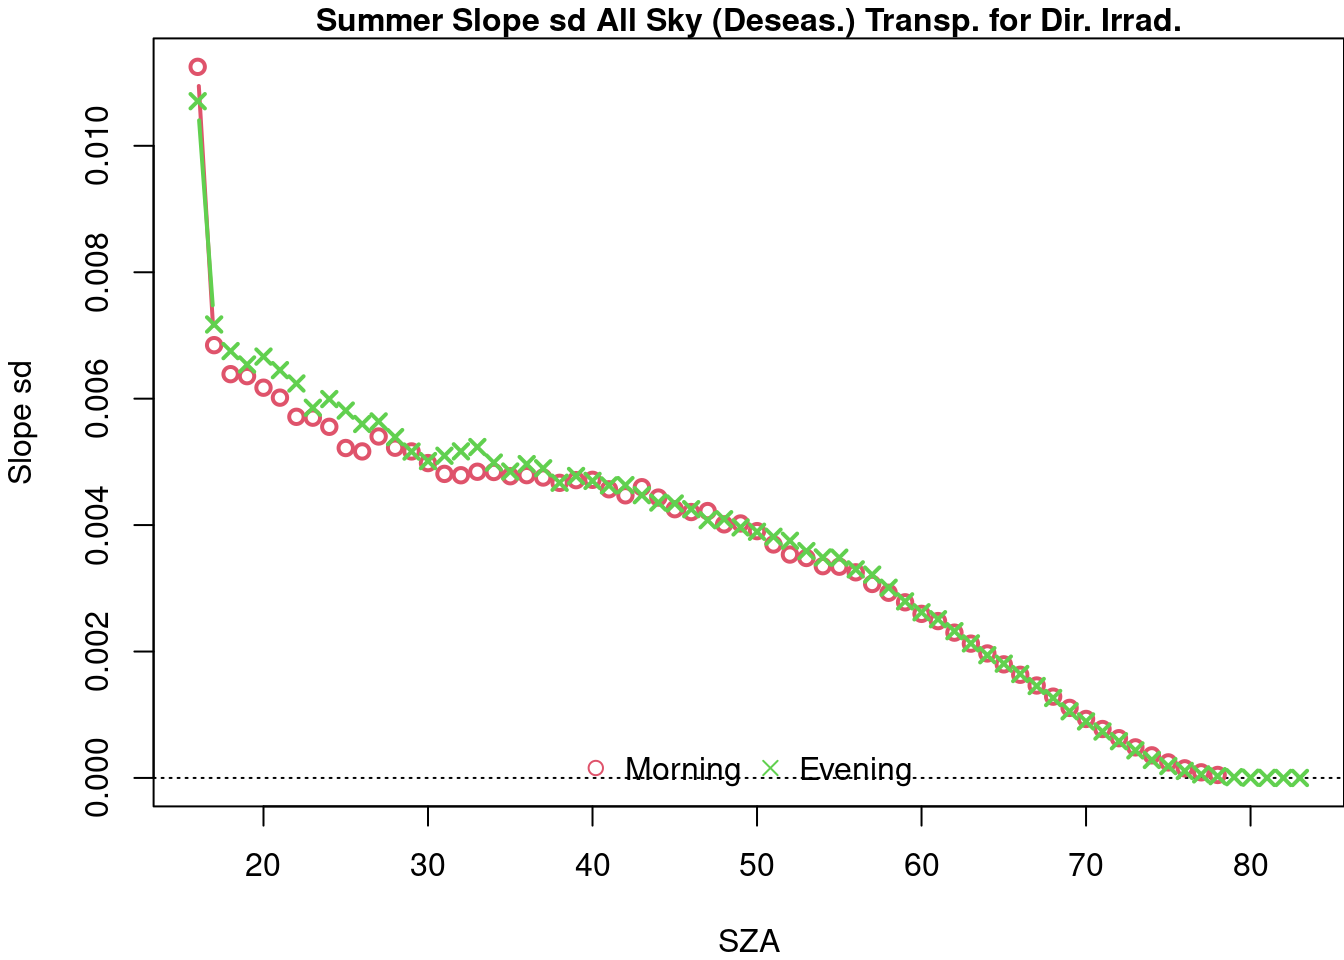 Summer Slope sd All Sky (Deseas.) Transp. for Dir. Irrad.
Slope sd
0.010
0.008
0.006
0.004
0.002
0.000
Morning Evening
20 30 40 50 60 70 80
SZA